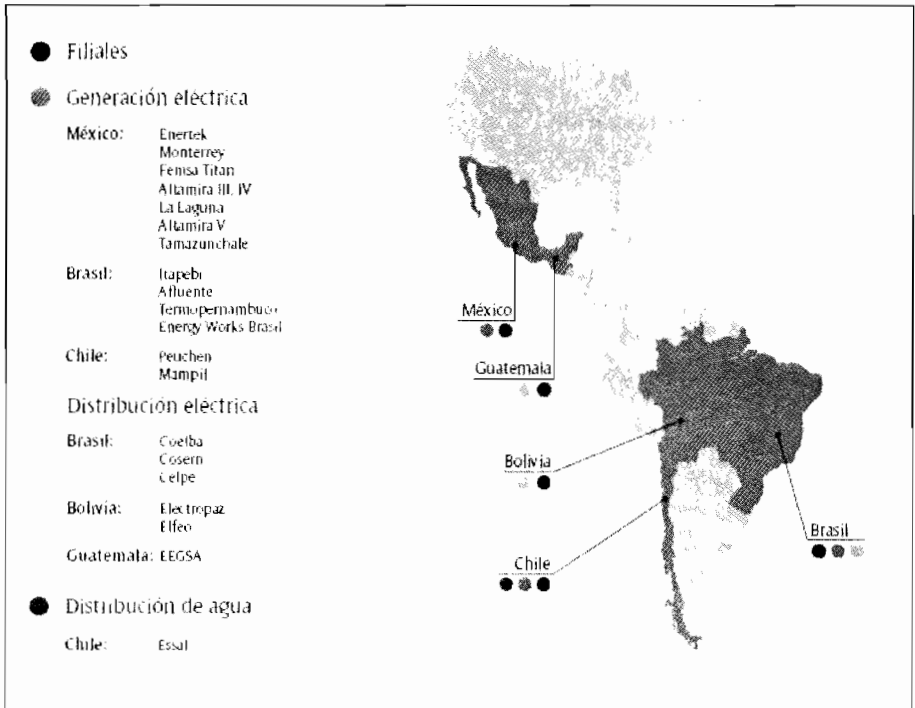 Filiales
Generación eléctrica
México: Enertek
Monterrey
Femsa Titan
Altamira III, IV
La Laguna
Altamira V
Tamazunchale
Brasil: Itapebi
Afluente
Termopernambuco
Energy Works Brasil
Chile: Peuchen
Mampil
Distribución eléctrica
Brasil: Coelba
Cosern
Celpe
Bolivia: Electropaz
Elfeo
Guatemala: EEGSA
Distribución de agua
Chile: Essal
México
Guatemala
Bolivia
Chile
Brasil